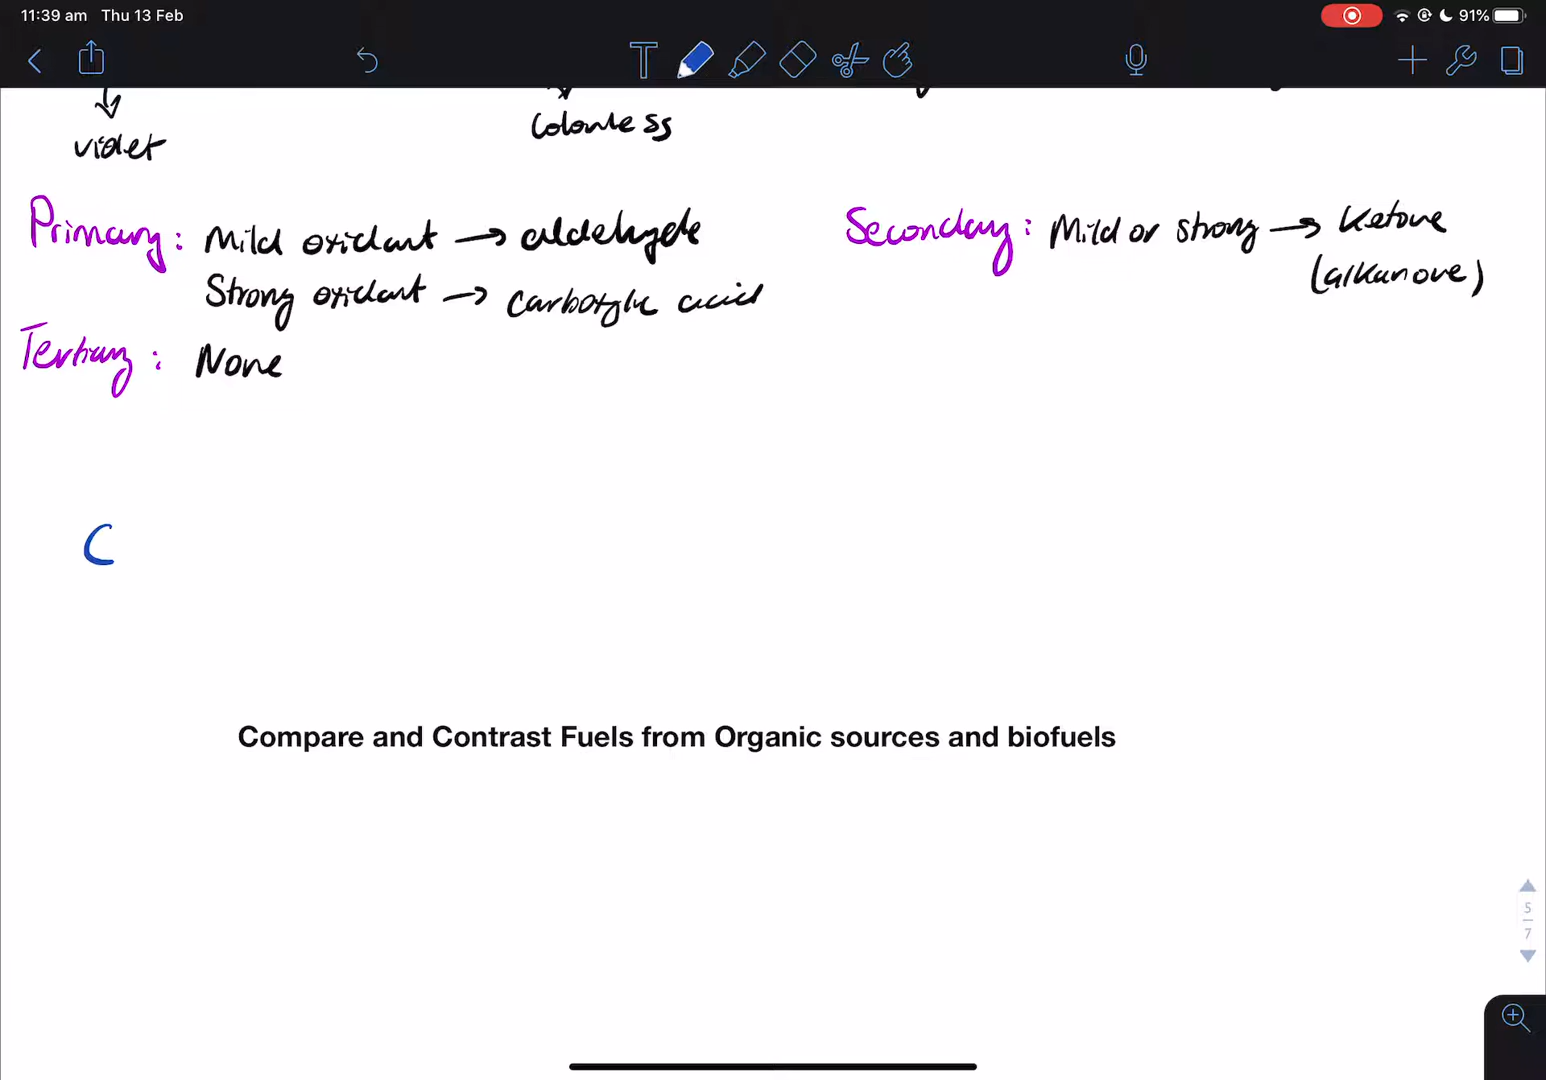 11:39 am Thu 13 Feb 91%
violet
Colourless
Primary: Mild oxidant → aldehyde
Strong oxidant → carboxylic acid
Secondary: Mild or strong → Ketone
(alkanone)
Tertiary: None
C
Compare and Contrast Fuels from Organic sources and biofuels
5
7